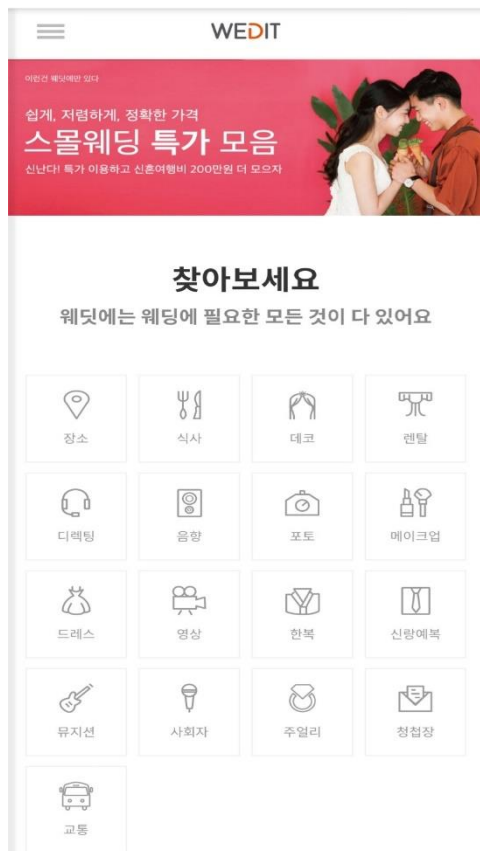 WEDIT
이런건 웨딧에만 있다
쉽게, 저렴하게, 정확한 가격
스몰웨딩 특가 모음
신난다! 특가 이용하고 신혼여행비 200만원 더 모으자
찾아보세요
웨딧에는 웨딩에 필요한 모든 것이 다 있어요
장소
식사
데코
렌탈
디렉팅
음향
포토
메이크업
드레스
영상
한복
신랑예복
뮤지션
사회자
주얼리
청첩장
교통